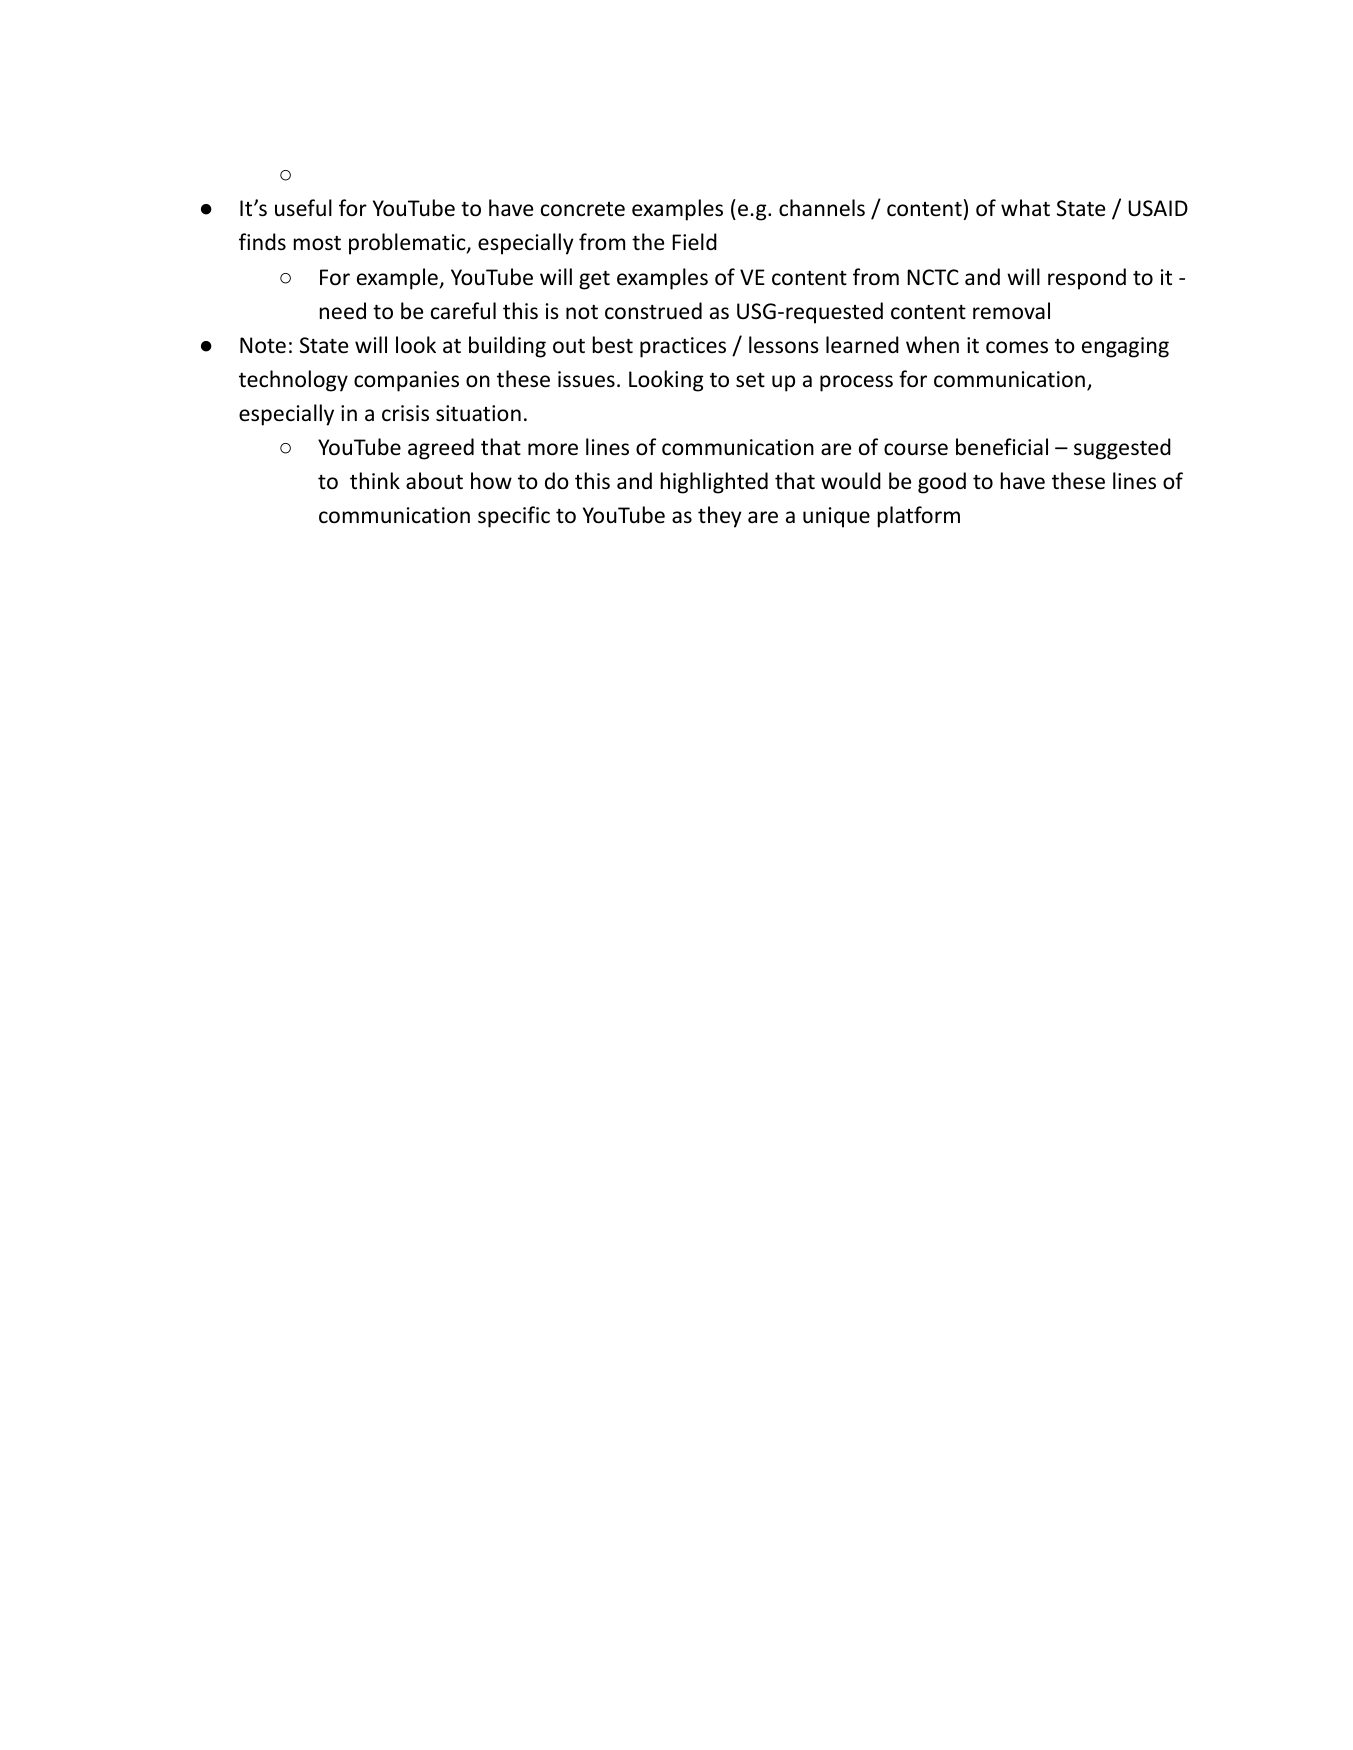 ○
● It’s useful for YouTube to have concrete examples (e.g. channels / content) of what State / USAID
finds most problematic, especially from the Field
○ For example, YouTube will get examples of VE content from NCTC and will respond to it -
need to be careful this is not construed as USG-requested content removal
● Note: State will look at building out best practices / lessons learned when it comes to engaging
technology companies on these issues. Looking to set up a process for communication,
especially in a crisis situation.
○ YouTube agreed that more lines of communication are of course beneficial – suggested
to  think about how to do this and highlighted that would be good to have these lines of
communication specific to YouTube as they are a unique platform